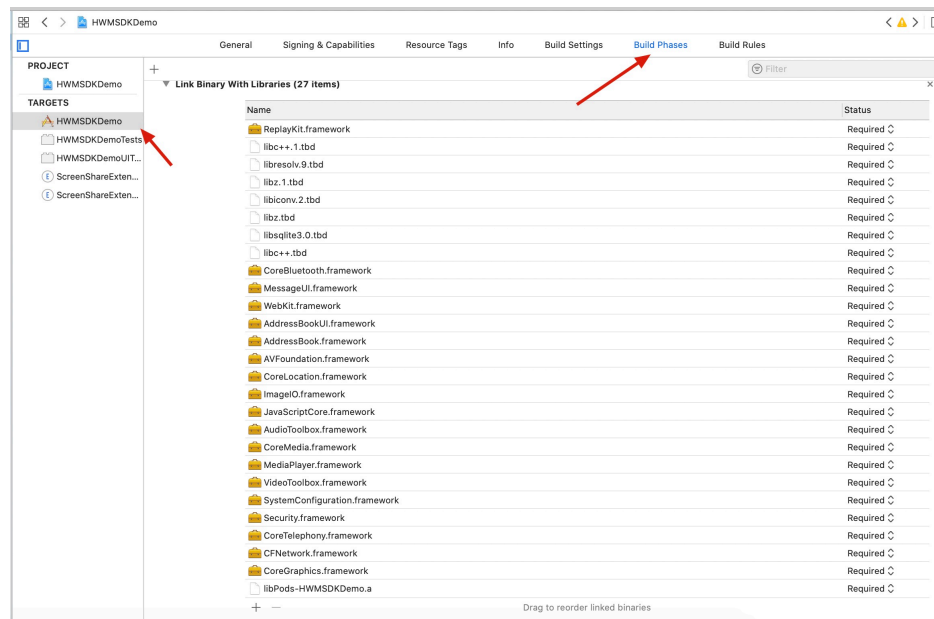 HWMSDKDemo
General Signing & Capabilities Resource Tags Info Build Settings Build Phases Build Rules
PROJECT
HWMSDKDemo
TARGETS
HWMSDKDemo
HWMSDKDemoTests
HWMSDKDemoUIT...
ScreenShareExten...
ScreenShareExten...
Filter
Link Binary With Libraries (27 items)
Name Status
ReplayKit.framework Required
libc++.1.tbd Required
libresolv.9.tbd Required
libz.1.tbd Required
libiconv.2.tbd Required
libz.tbd Required
libsqlite3.0.tbd Required
libc++.tbd Required
CoreBluetooth.framework Required
MessageUI.framework Required
WebKit.framework Required
AddressBookUI.framework Required
AddressBook.framework Required
AVFoundation.framework Required
CoreLocation.framework Required
ImageIO.framework Required
JavaScriptCore.framework Required
AudioToolbox.framework Required
CoreMedia.framework Required
MediaPlayer.framework Required
VideoToolbox.framework Required
SystemConfiguration.framework Required
Security.framework Required
CoreTelephony.framework Required
CFNetwork.framework Required
CoreGraphics.framework Required
libPods-HWMSDKDemo.a Required
Drag to reorder linked binaries